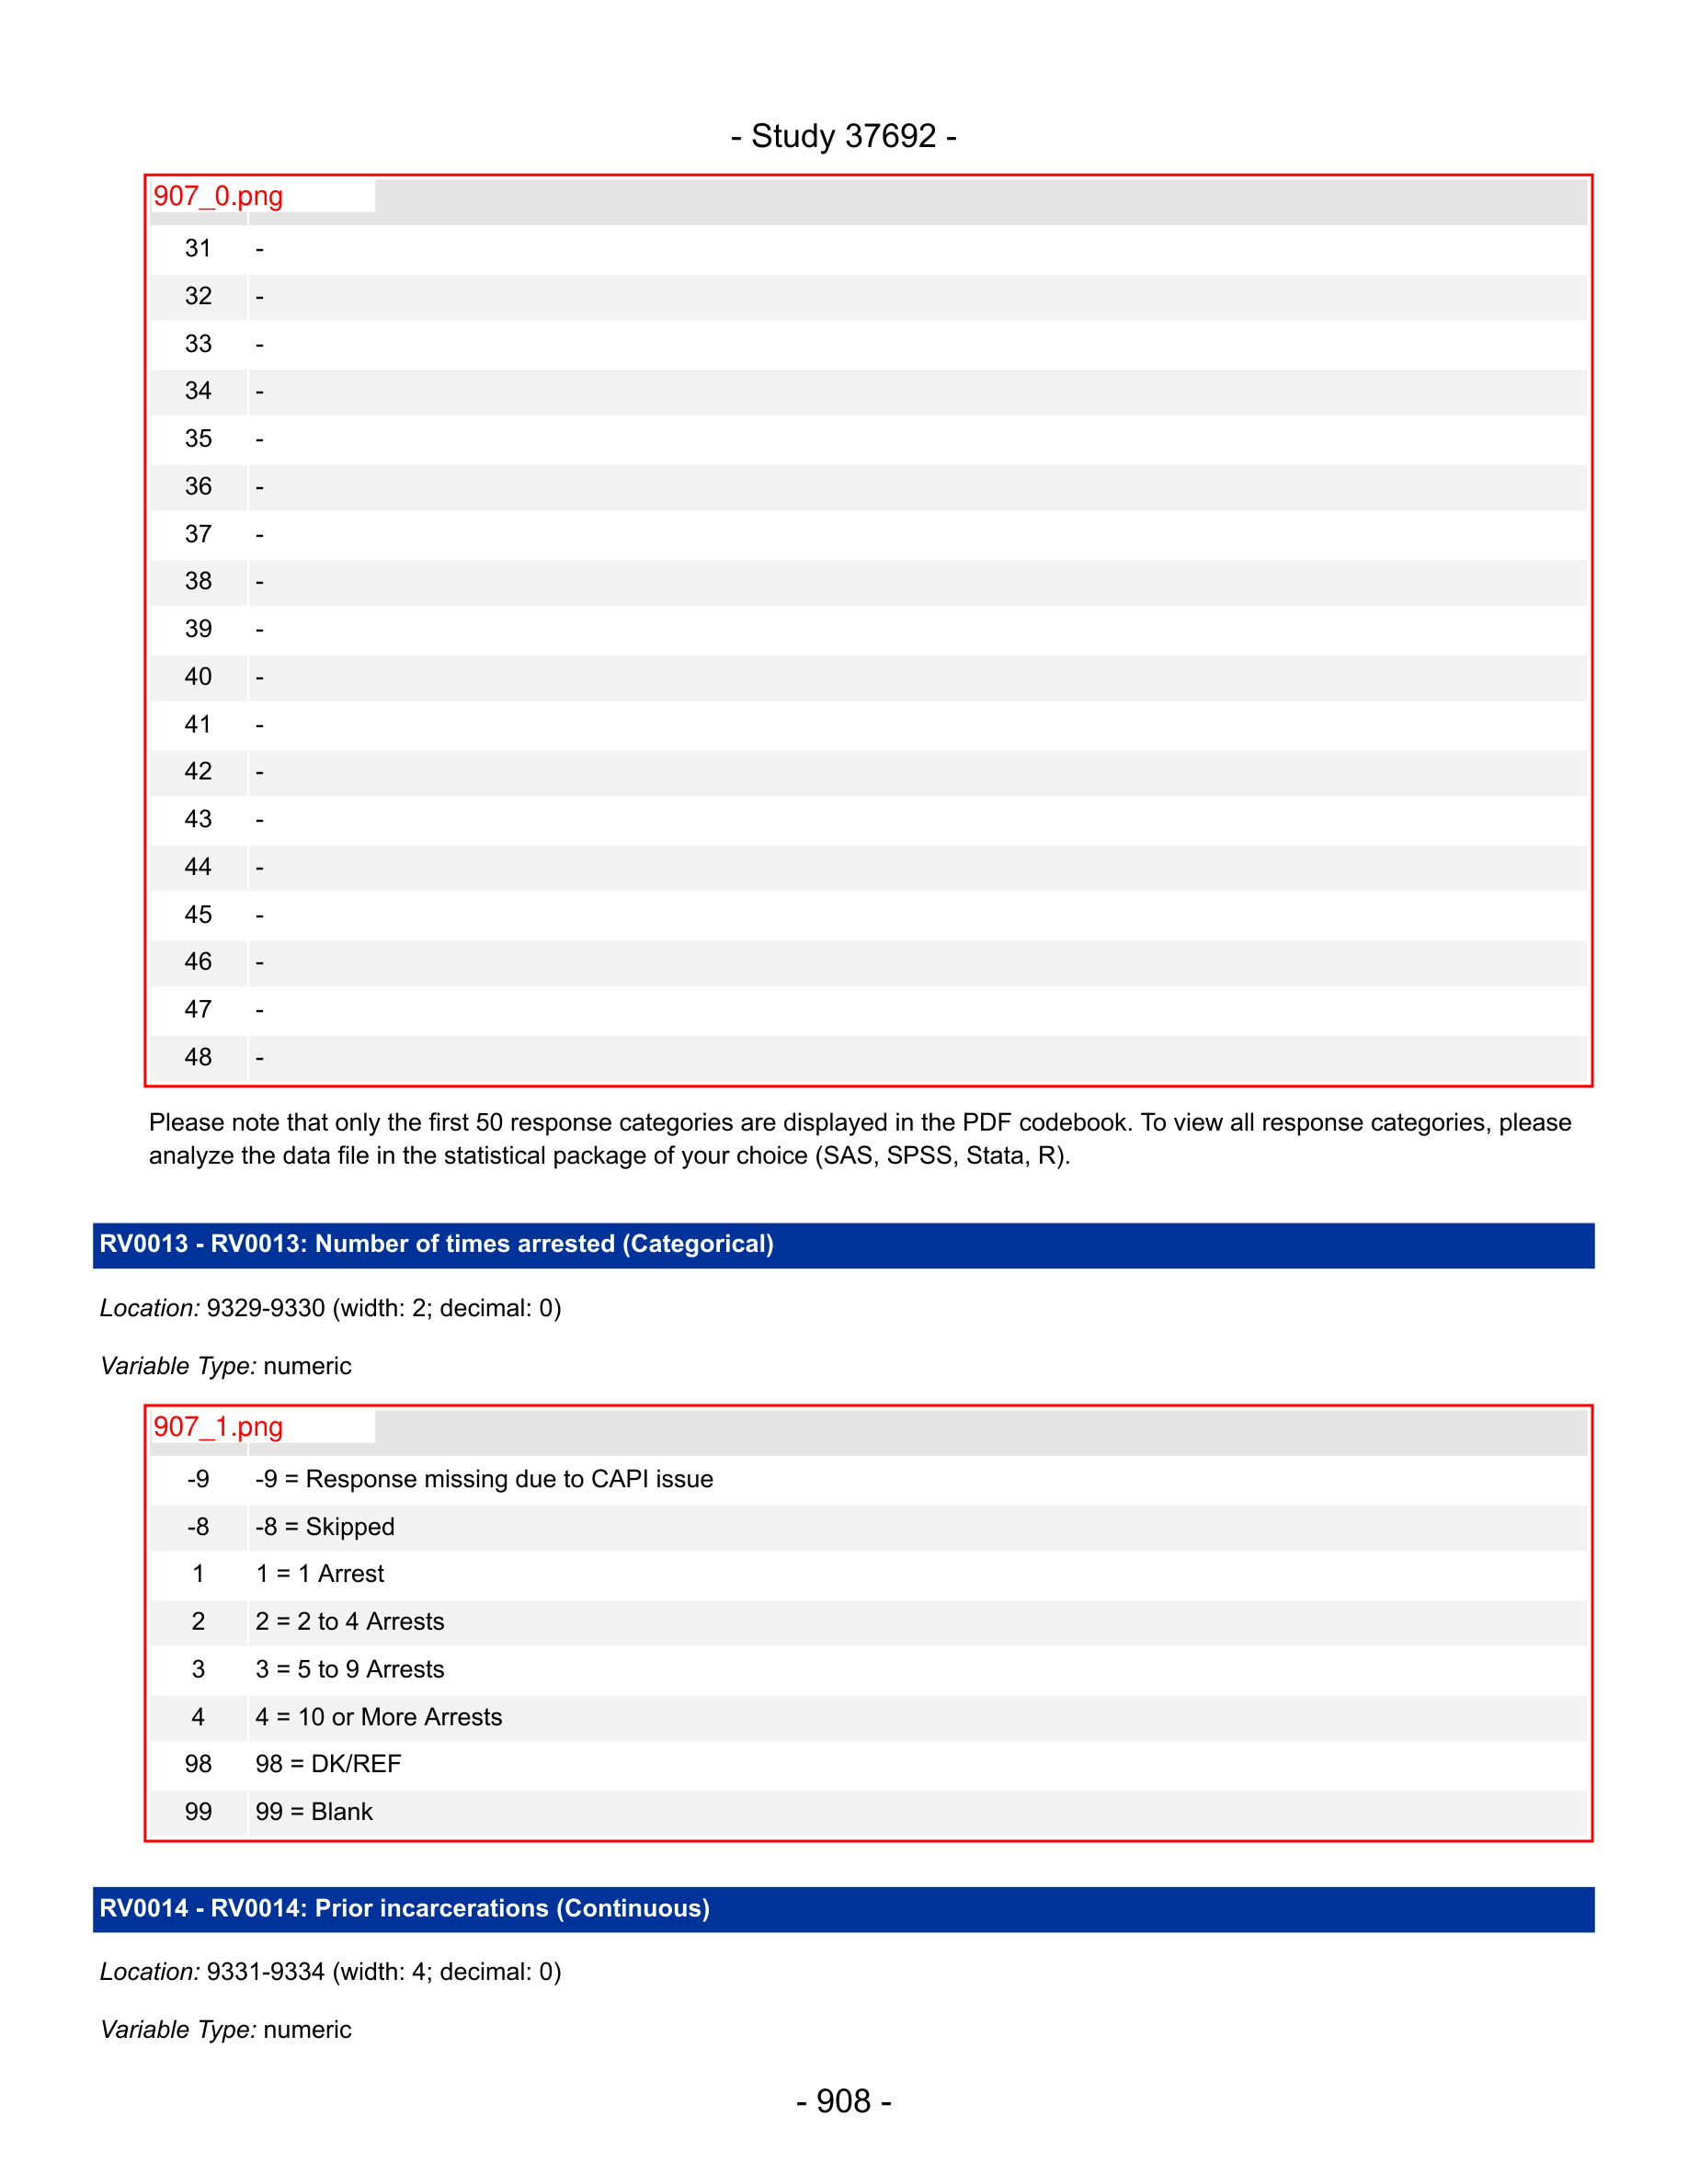 - Study 37692 -
907_0.png
31 -
32 -
33 -
34 -
35 -
36 -
37 -
38 -
39 -
40 -
41 -
42 -
43 -
44 -
45 -
46 -
47 -
48 -
Please note that only the first 50 response categories are displayed in the PDF codebook. To view all response categories, please
analyze the data file in the statistical package of your choice (SAS, SPSS, Stata, R).
RV0013 - RV0013: Number of times arrested (Categorical)
Location: 9329-9330 (width: 2; decimal: 0)
Variable Type: numeric
907_1.png
-9 -9 = Response missing due to CAPI issue
-8 -8 = Skipped
1 1 = 1 Arrest
2 2 = 2 to 4 Arrests
3 3 = 5 to 9 Arrests
4 4 = 10 or More Arrests
98 98 = DK/REF
99 99 = Blank
RV0014 - RV0014: Prior incarcerations (Continuous)
Location: 9331-9334 (width: 4; decimal: 0)
Variable Type: numeric
- 908 -